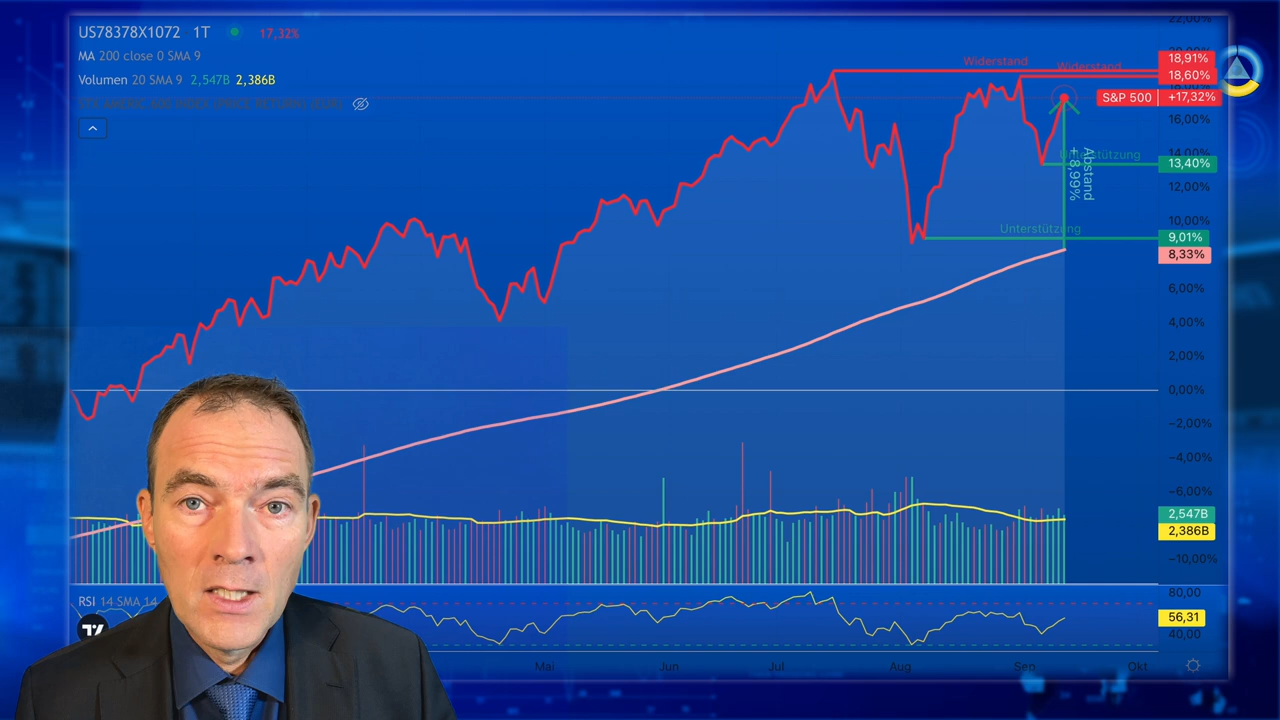 US78378X1072 1T 17,32%
MA 200 close 0 SMA 9
Volumen 20 SMA 9 2,547B 2,386B
22,00%
Widerstand
Widerstand
18,91%
18,60%
18,00%
S&P 500 +17,32%
16,00%
14,00%
Unterstützung
13,40%
Abstand
+8,99%
12,00%
10,00%
Unterstützung
9,01%
8,33%
6,00%
4,00%
2,00%
0,00%
−2,00%
−4,00%
−6,00%
2,547B
2,386B
−10,00%
RSI 14 SMA 14
80,00
56,31
40,00
Mai Jun Jul Aug Sep Okt